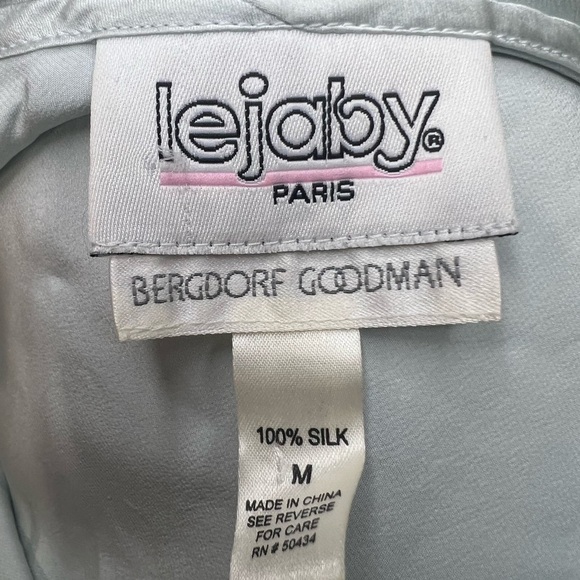 lejaby®
PARIS
BERGDORF GOODMAN
100% SILK
M
MADE IN CHINA
SEE REVERSE
FOR CARE
RN # 50434